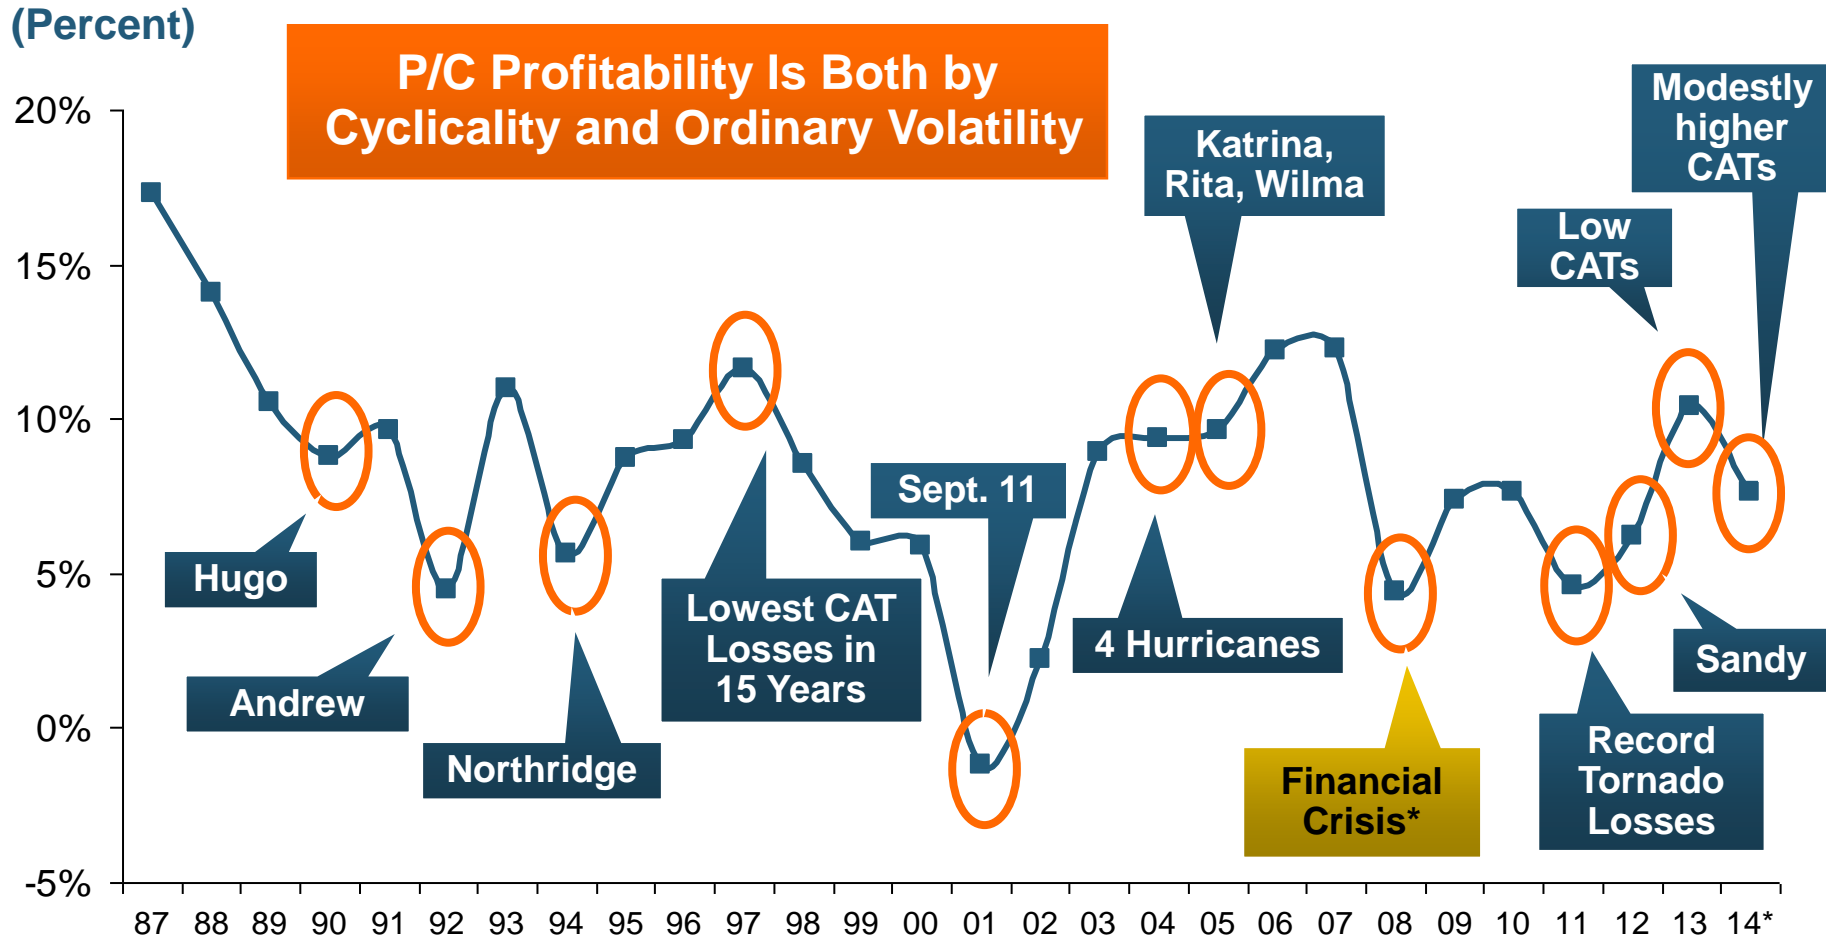 (Percent)
P/C Profitability Is Both by
Cyclicality and Ordinary Volatility
20%
15%
10%
5%
0%
-5%
Hugo
Andrew
Northridge
Lowest CAT
Losses in
15 Years
Sept. 11
4 Hurricanes
Katrina,
Rita, Wilma
Financial
Crisis*
Record
Tornado
Losses
Sandy
Low
CATs
Modestly
higher
CATs
87 88 89 90 91 92 93 94 95 96 97 98 99 00 01 02 03 04 05 06 07 08 09 10 11 12 13 14*